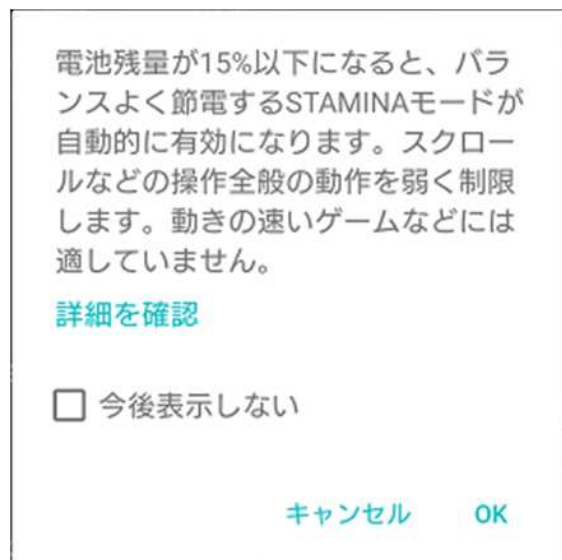 電池残量が15%以下になると、バラ
ンスよく節電するSTAMINAモードが
自動的に有効になります。スクロー
ルなどの操作全般の動作を弱く制限
します。動きの速いゲームなどには
適していません。
詳細を確認
今後表示しない
キャンセル OK